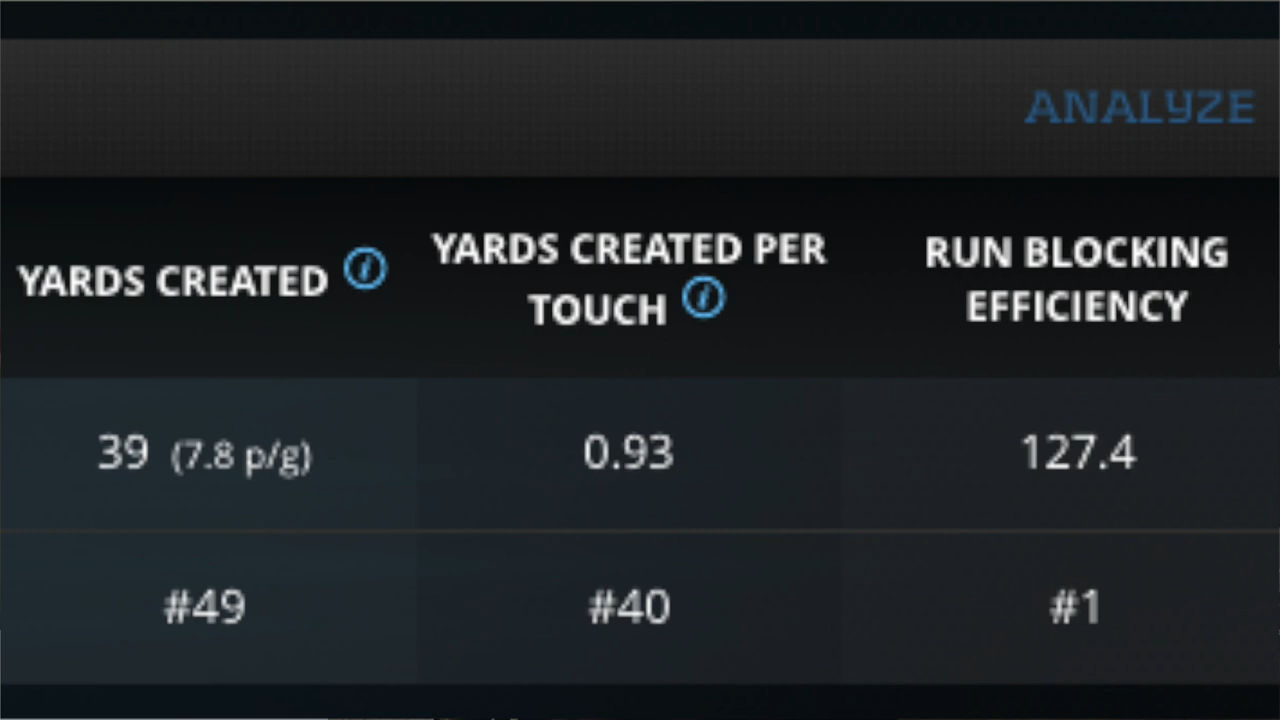 ANALYZE
YARDS CREATED i
YARDS CREATED PER
TOUCH i
RUN BLOCKING
EFFICIENCY
39 (7.8 p/g) 0.93 127.4
#49 #40 #1